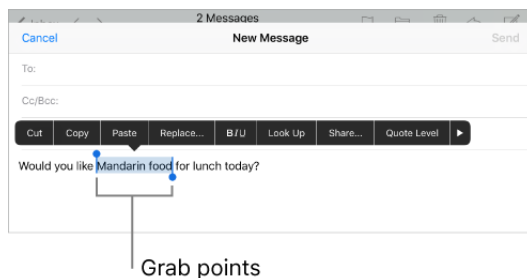 2 Messages
Cancel New Message Send
To:
Cc/Bcc:
Cut Copy Paste Replace... B I U Look Up Share... Quote Level
Would you like Mandarin food for lunch today?
Grab points